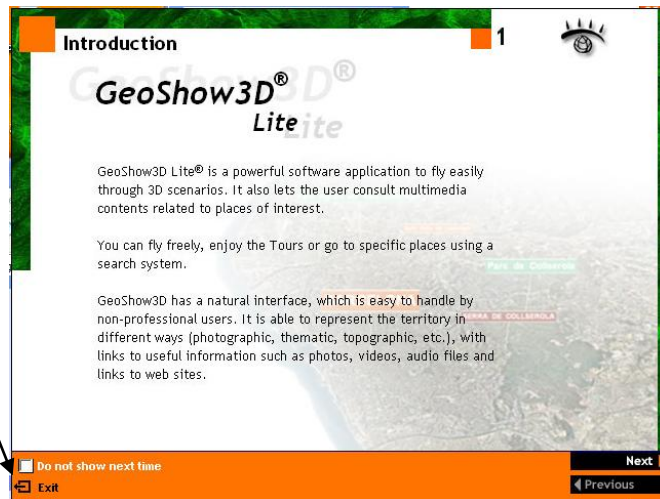 Introduction
1
GeoShow3D®
Lite
GeoShow3D Lite® is a powerful software application to fly easily
through 3D scenarios. It also lets the user consult multimedia
contents related to places of interest.
You can fly freely, enjoy the Tours or go to specific places using a
search system.
GeoShow3D has a natural interface, which is easy to handle by
non-professional users. It is able to represent the territory in
different ways (photographic, thematic, topographic, etc.), with
links to useful information such as photos, videos, audio files and
links to web sites.
Parc de Collserola
SERRA DE COLLSEROLA
Do not show next time
Next
Exit
Previous